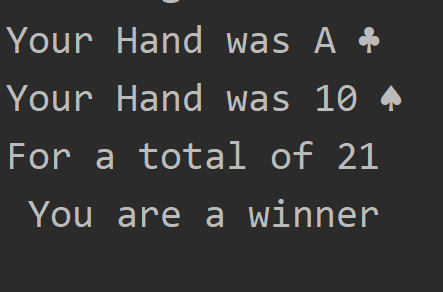 Your Hand was A ♣
Your Hand was 10 ♠
For a total of 21
You are a winner